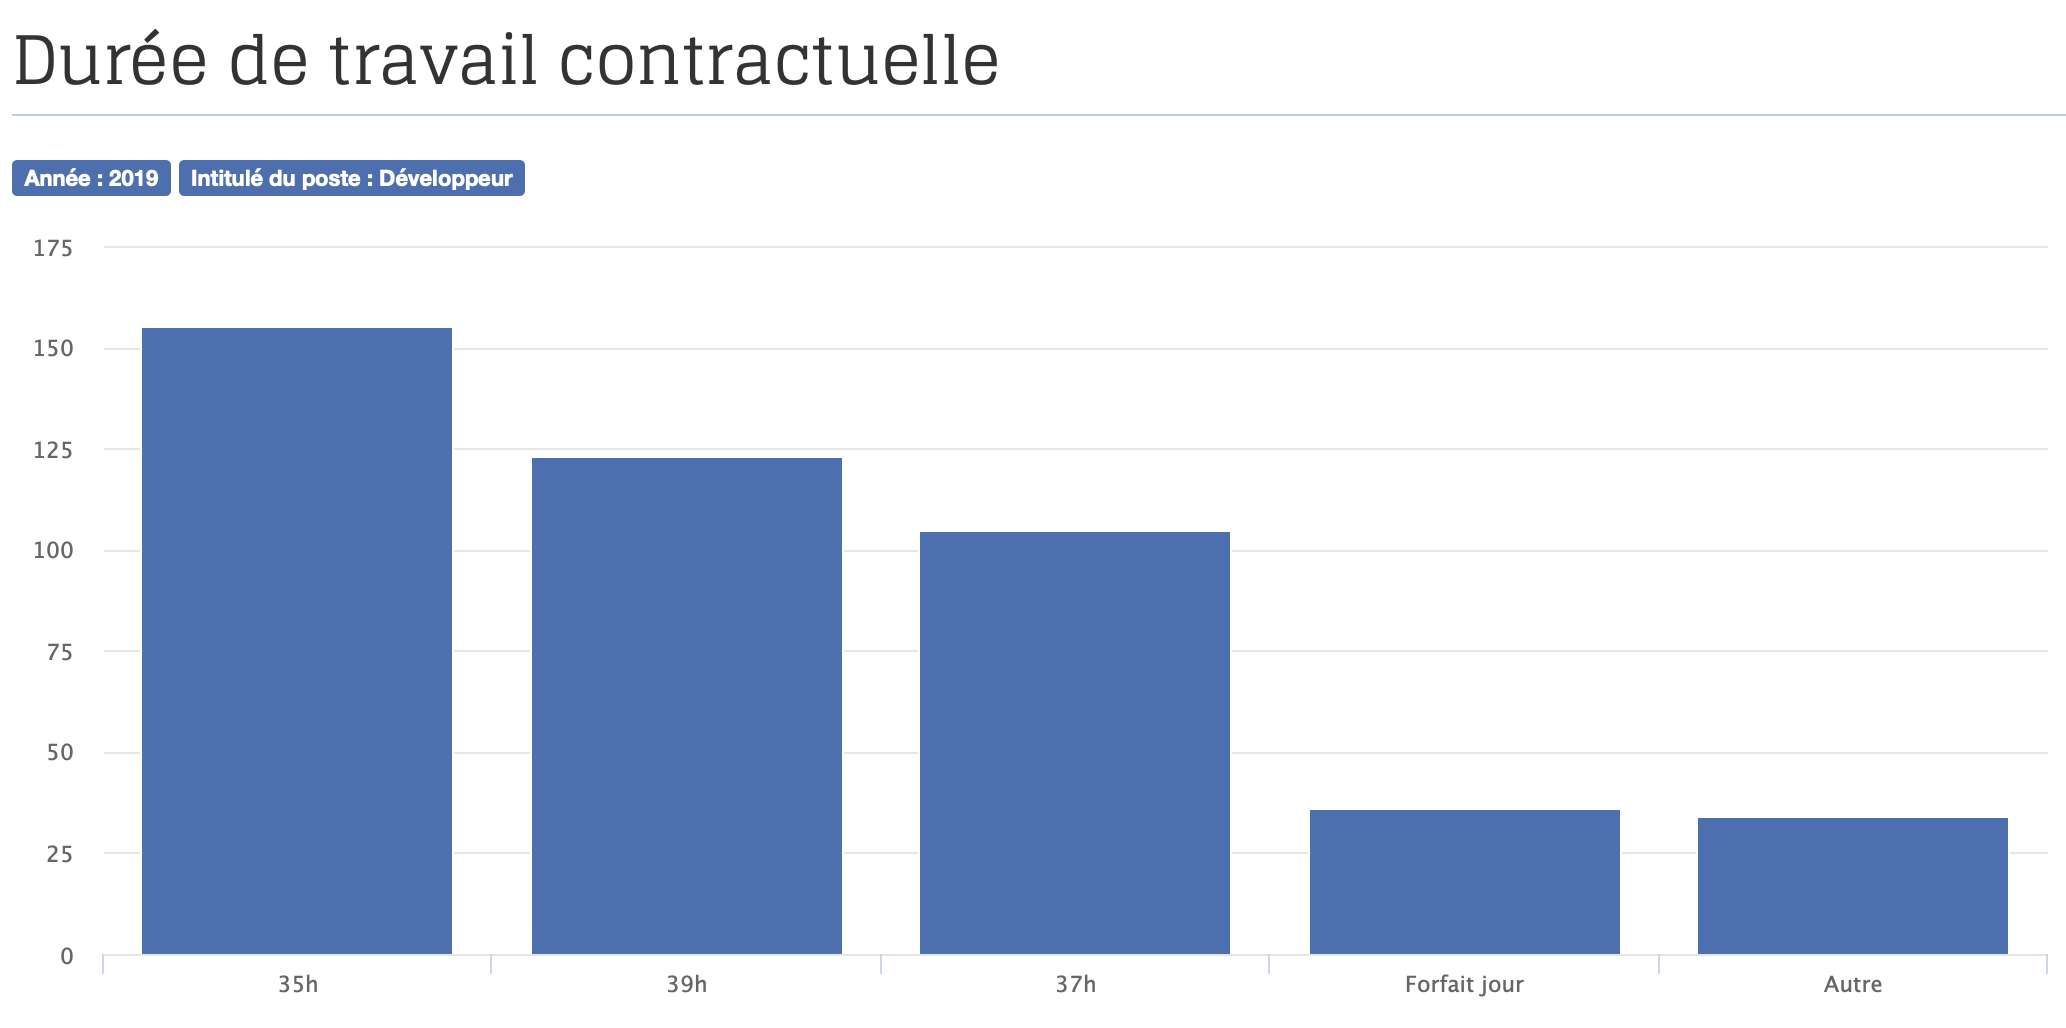 Durée de travail contractuelle
Année : 2019 Intitulé du poste : Développeur
175
150
125
100
75
50
25
0
35h 39h 37h Forfait jour Autre